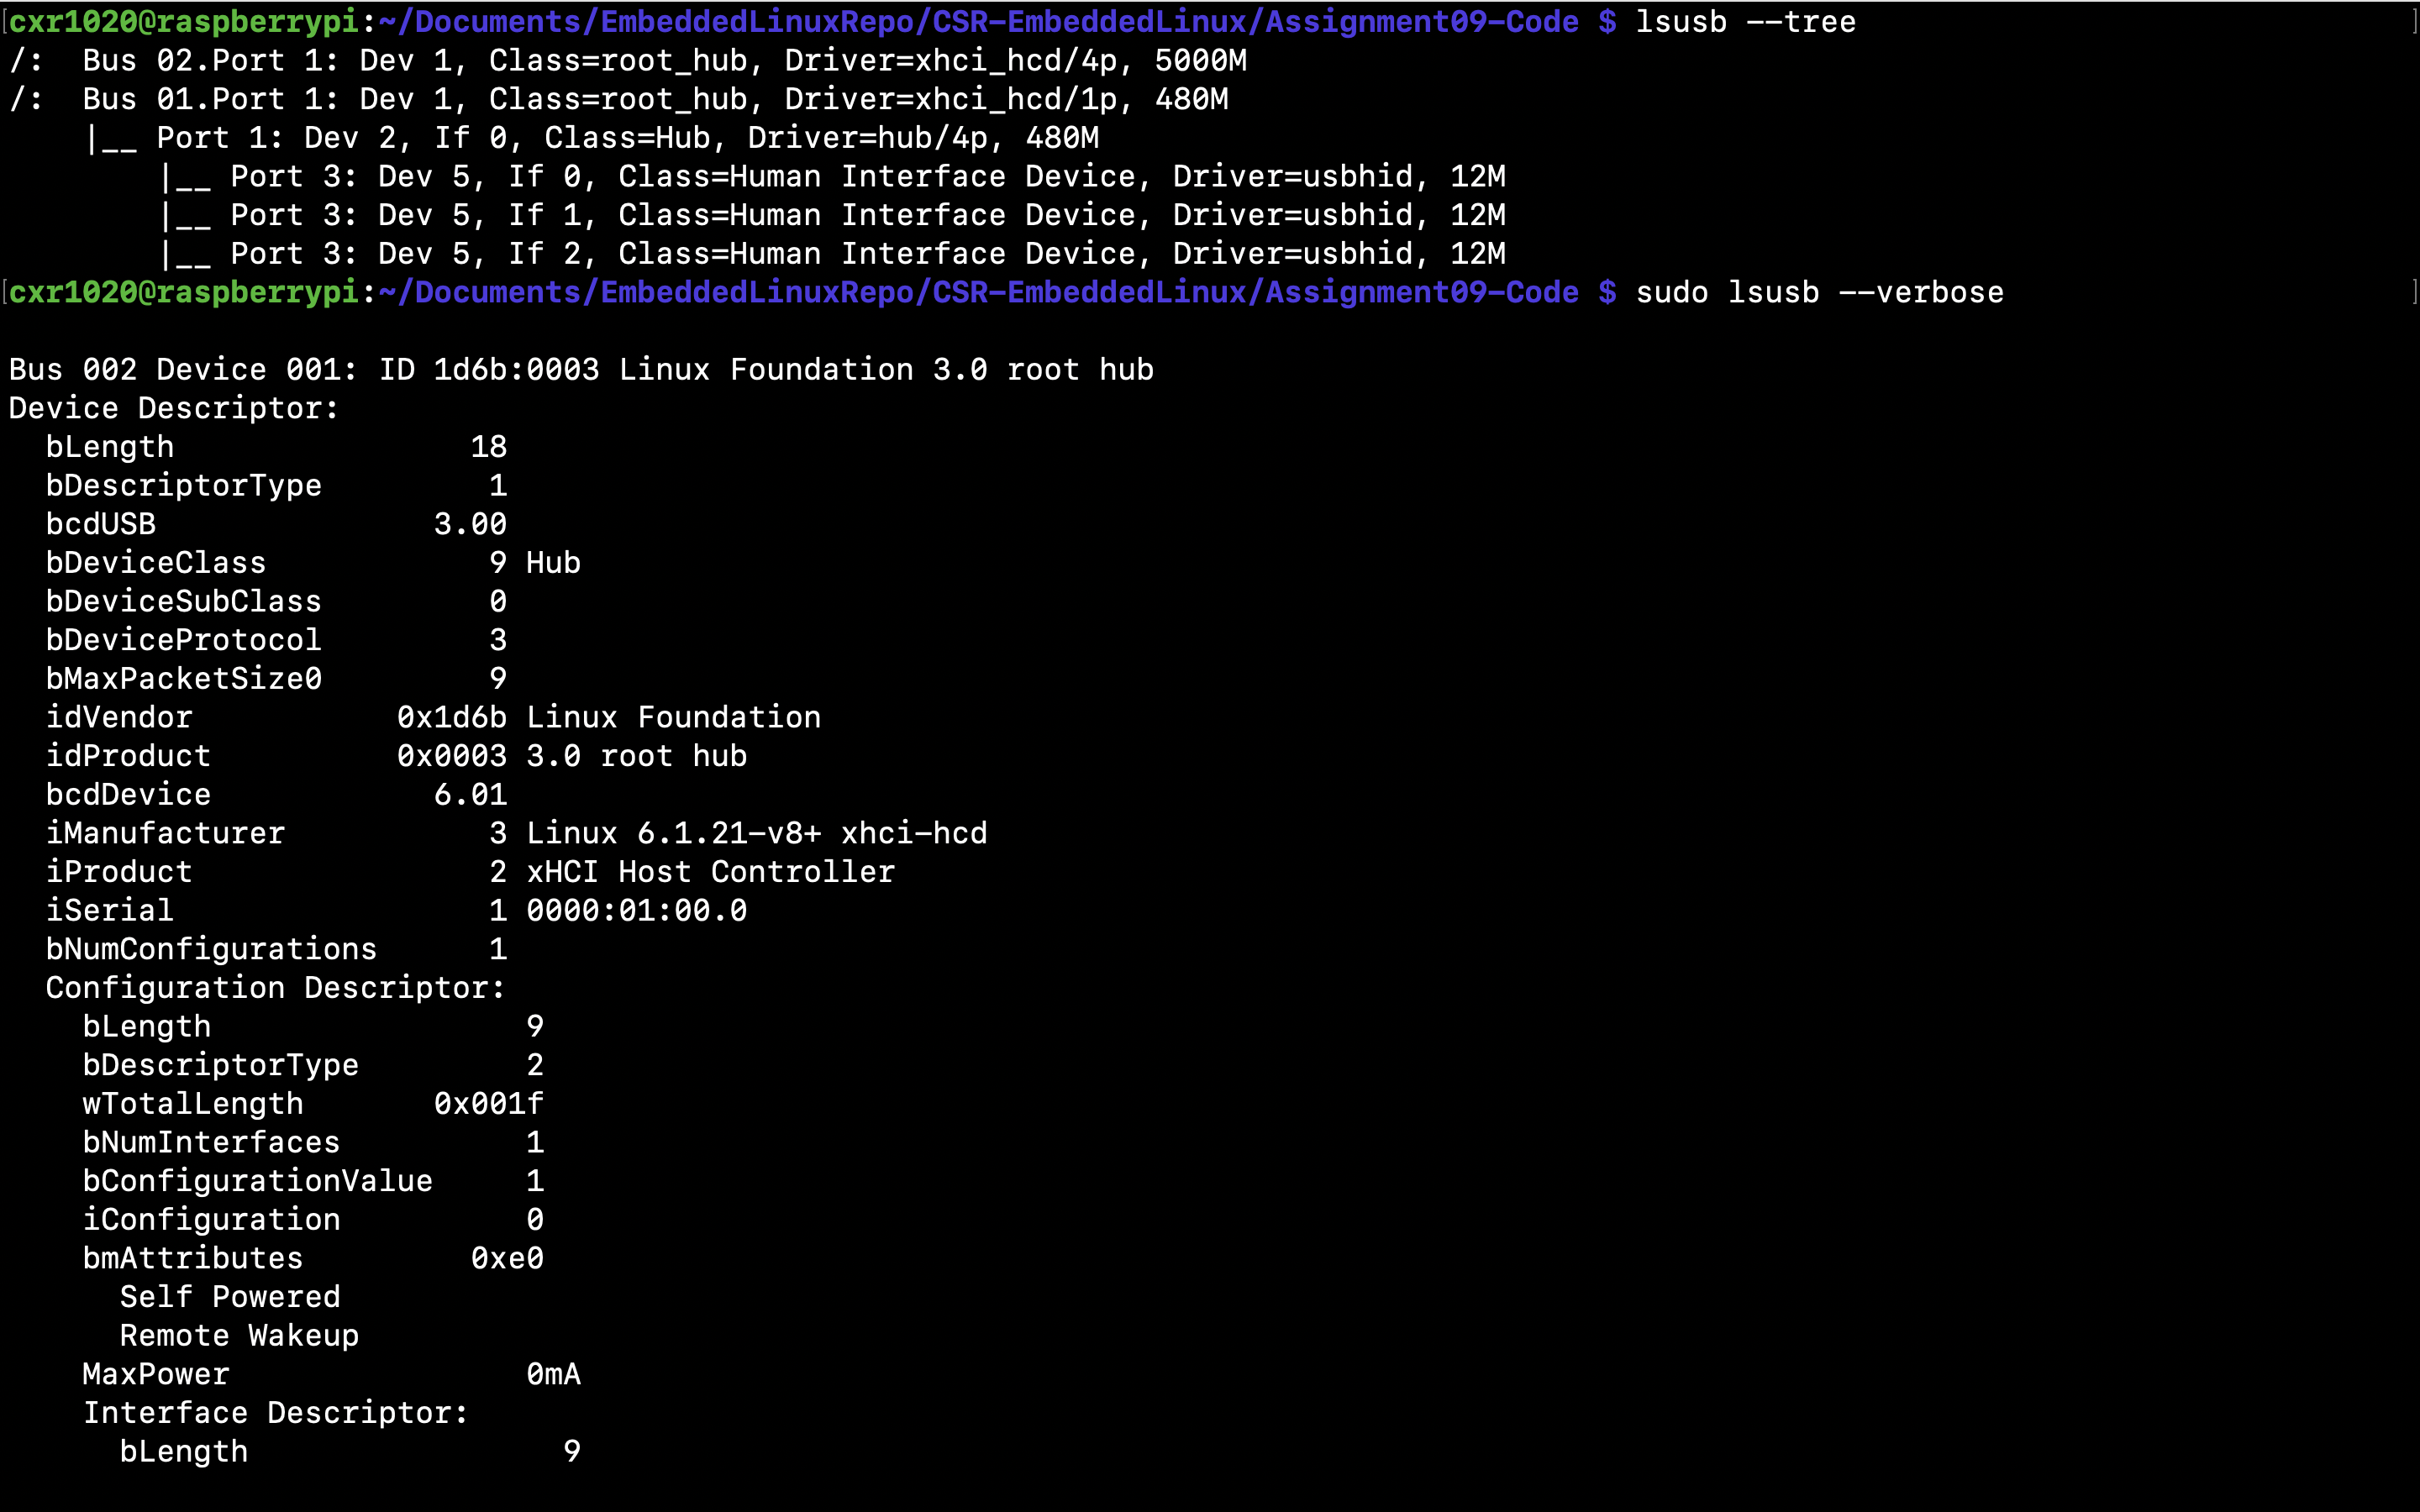 [cxr1020@raspberrypi:~/Documents/EmbeddedLinuxRepo/CSR-EmbeddedLinux/Assignment09-Code $ lsusb --tree ]
/:  Bus 02.Port 1: Dev 1, Class=root_hub, Driver=xhci_hcd/4p, 5000M
/:  Bus 01.Port 1: Dev 1, Class=root_hub, Driver=xhci_hcd/1p, 480M
    |__ Port 1: Dev 2, If 0, Class=Hub, Driver=hub/4p, 480M
        |__ Port 3: Dev 5, If 0, Class=Human Interface Device, Driver=usbhid, 12M
        |__ Port 3: Dev 5, If 1, Class=Human Interface Device, Driver=usbhid, 12M
        |__ Port 3: Dev 5, If 2, Class=Human Interface Device, Driver=usbhid, 12M
[cxr1020@raspberrypi:~/Documents/EmbeddedLinuxRepo/CSR-EmbeddedLinux/Assignment09-Code $ sudo lsusb --verbose ]

Bus 002 Device 001: ID 1d6b:0003 Linux Foundation 3.0 root hub
Device Descriptor:
  bLength                18
  bDescriptorType         1
  bcdUSB               3.00
  bDeviceClass            9 Hub
  bDeviceSubClass         0
  bDeviceProtocol         3
  bMaxPacketSize0         9
  idVendor           0x1d6b Linux Foundation
  idProduct          0x0003 3.0 root hub
  bcdDevice            6.01
  iManufacturer           3 Linux 6.1.21-v8+ xhci-hcd
  iProduct                2 xHCI Host Controller
  iSerial                 1 0000:01:00.0
  bNumConfigurations      1
  Configuration Descriptor:
    bLength                 9
    bDescriptorType         2
    wTotalLength       0x001f
    bNumInterfaces          1
    bConfigurationValue     1
    iConfiguration          0
    bmAttributes         0xe0
      Self Powered
      Remote Wakeup
    MaxPower                0mA
    Interface Descriptor:
      bLength                 9